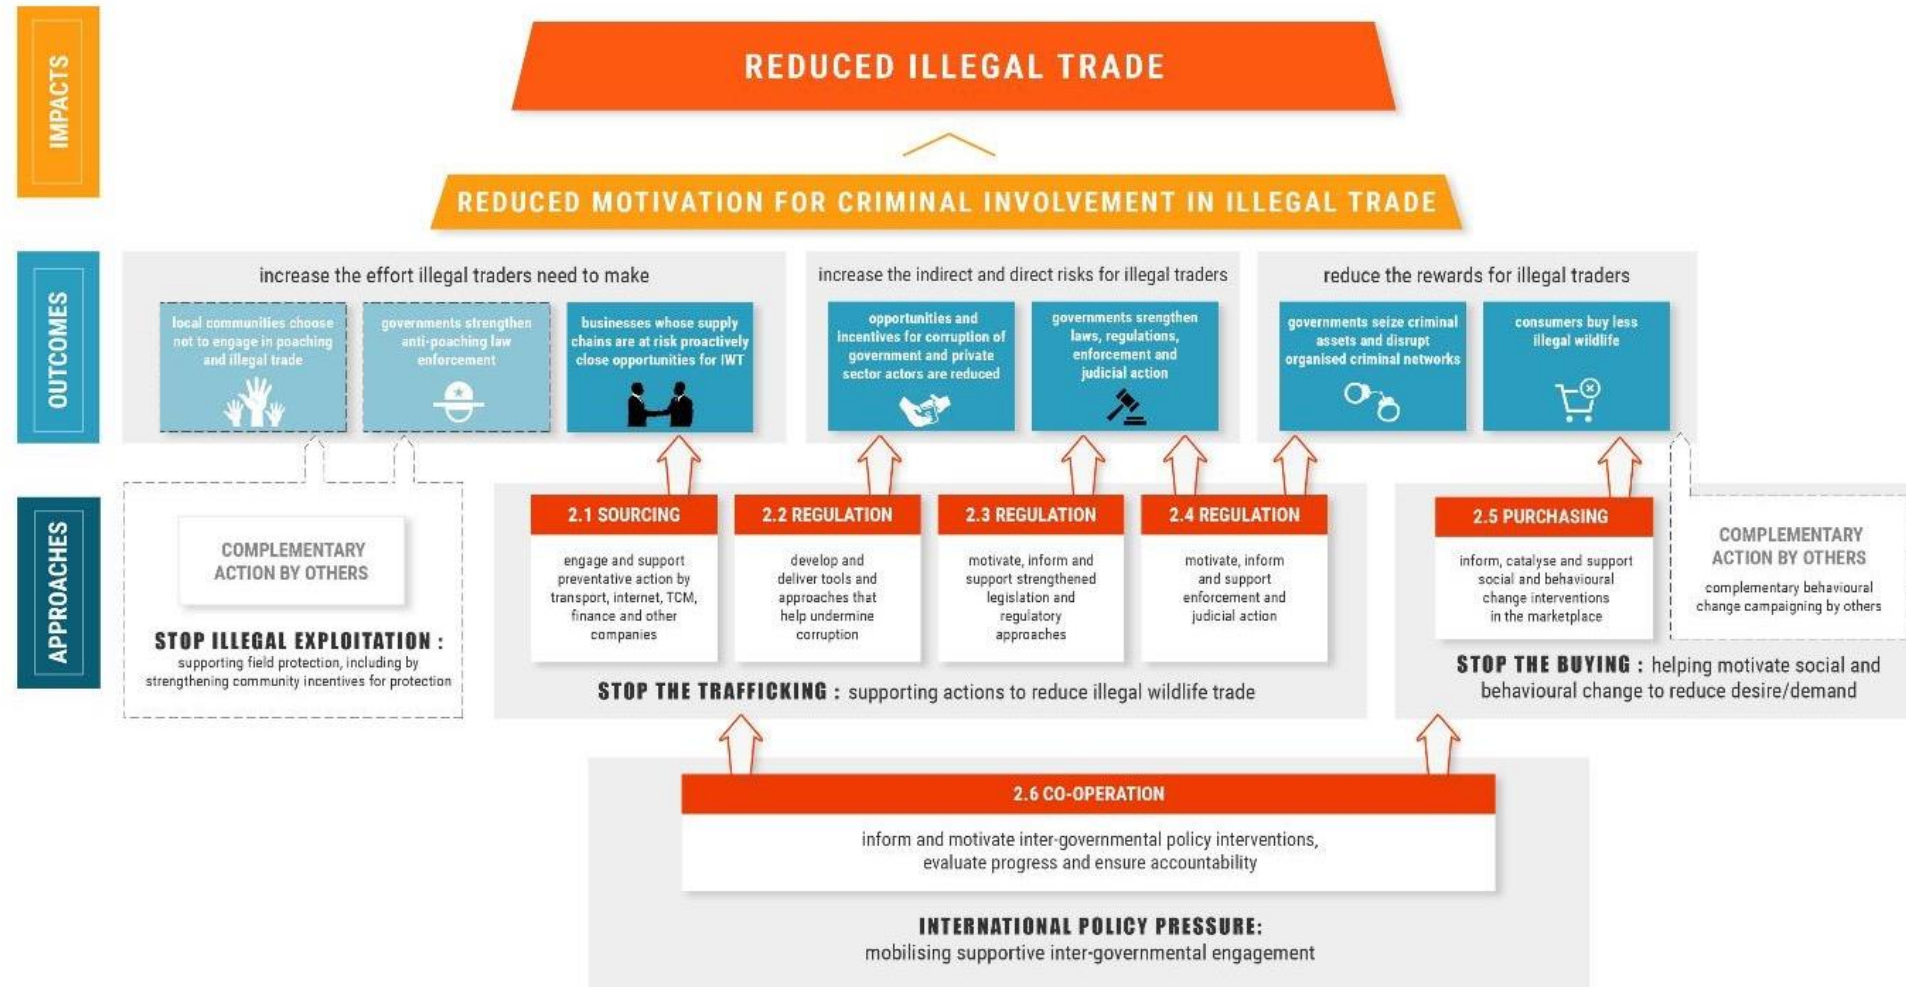 IMPACTS
REDUCED ILLEGAL TRADE
REDUCED MOTIVATION FOR CRIMINAL INVOLVEMENT IN ILLEGAL TRADE
OUTCOMES
increase the effort illegal traders need to make
local communities choose
not to engage in poaching
and illegal trade
governments strengthen
anti-poaching law
enforcement
businesses whose supply
chains are at risk proactively
close opportunities for IWT
increase the indirect and direct risks for illegal traders
opportunities and
incentives for corruption of
government and private
sector actors are reduced
governments srengthen
laws, regulations,
enforcement and
judicial action
reduce the rewards for illegal traders
governments seize criminal
assets and disrupt
organised criminal networks
consumers buy less
illegal wildlife
APPROACHES
COMPLEMENTARY
ACTION BY OTHERS
STOP ILLEGAL EXPLOITATION :
supporting field protection, including by
strengthening community incentives for protection
2.1 SOURCING
engage and support
preventative action by
transport, internet, TCM,
finance and other
companies
2.2 REGULATION
develop and
deliver tools and
approaches that
help undermine
corruption
2.3 REGULATION
motivate, inform and
support strengthened
legislation and
regulatory
approaches
2.4 REGULATION
motivate, inform
and support
enforcement and
judicial action
STOP THE TRAFFICKING : supporting actions to reduce illegal wildlife trade
2.5 PURCHASING
inform, catalyse and support
social and behavioural
change interventions
in the marketplace
COMPLEMENTARY
ACTION BY OTHERS
complementary behavioural
change campaigning by others
STOP THE BUYING : helping motivate social and
behavioural change to reduce desire/demand
2.6 CO-OPERATION
inform and motivate inter-governmental policy interventions,
evaluate progress and ensure accountability
INTERNATIONAL POLICY PRESSURE:
mobilising supportive inter-governmental engagement